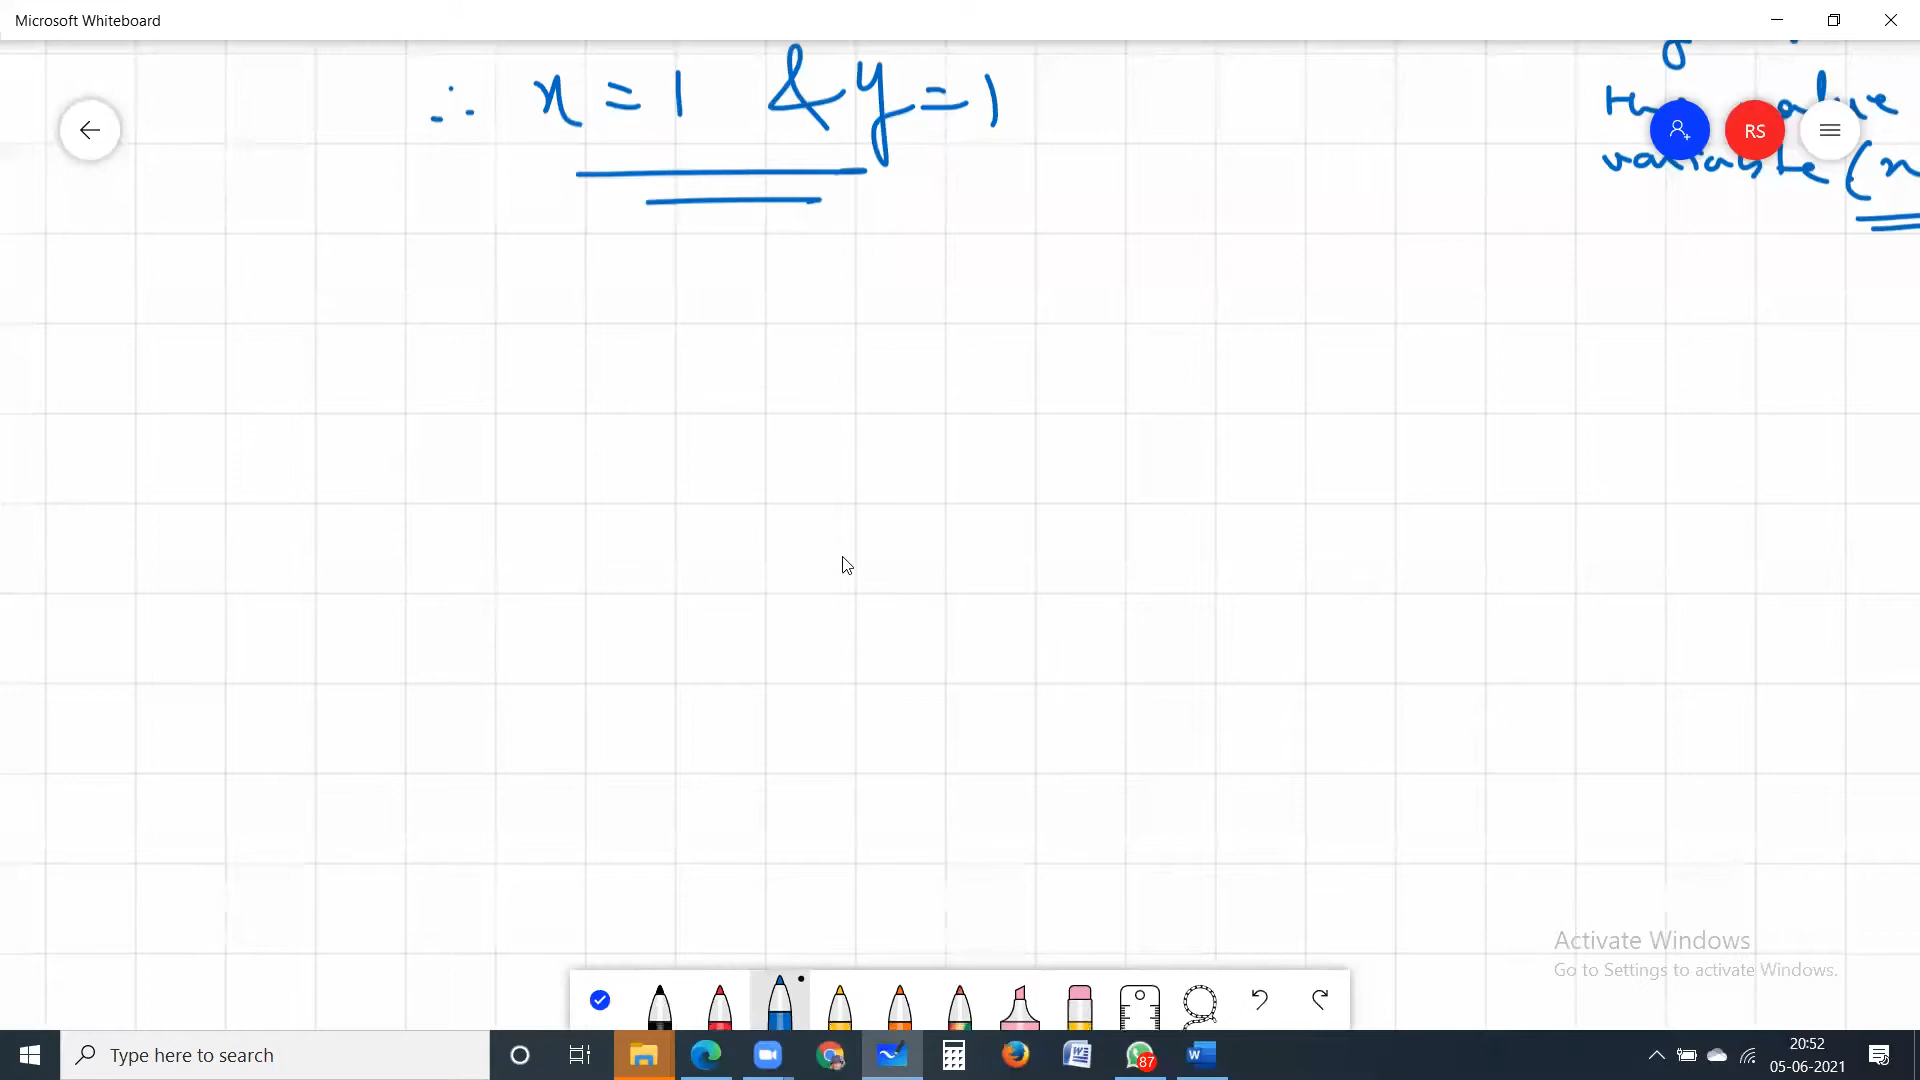 Microsoft Whiteboard
∴ x = 1 & y = 1
variable (x
RS
Activate Windows
Go to Settings to activate Windows.
Type here to search
87
20:52
05-06-2021